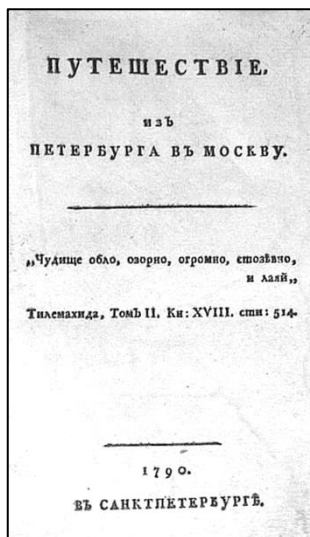 ПУТЕШЕСТВІЕ.
изъ
ПЕТЕРБУРГА ВЪ МОСКВУ.
„Чудище обло, озорно, огромно, стозѣвно,
и лаяй„
Тилемахида, Томъ II. Кн: XVIII. сти: 514.
1790.
ВЪ САНКТПЕТЕРБУРГѢ.